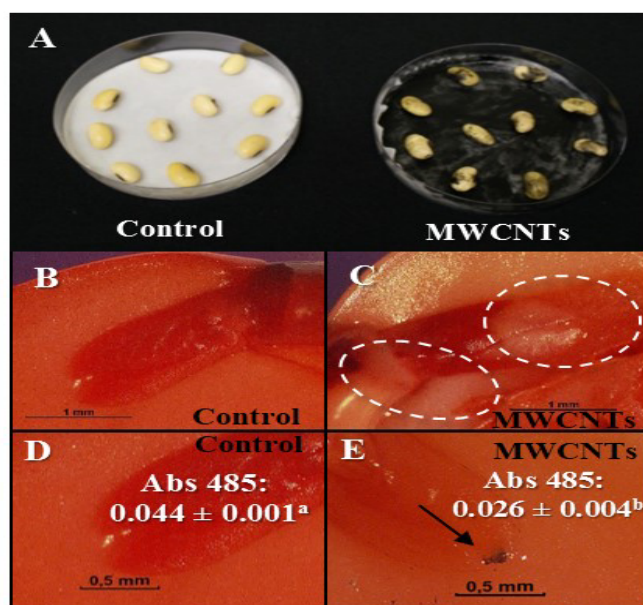 A
Control
MWCNTs
B
1 mm
Control
C
1 mm
MWCNTs
D
Control
Abs 485:
0.044 ± 0.001ᵃ
0,5 mm
E
MWCNTs
Abs 485:
0.026 ± 0.004ᵇ
0,5 mm